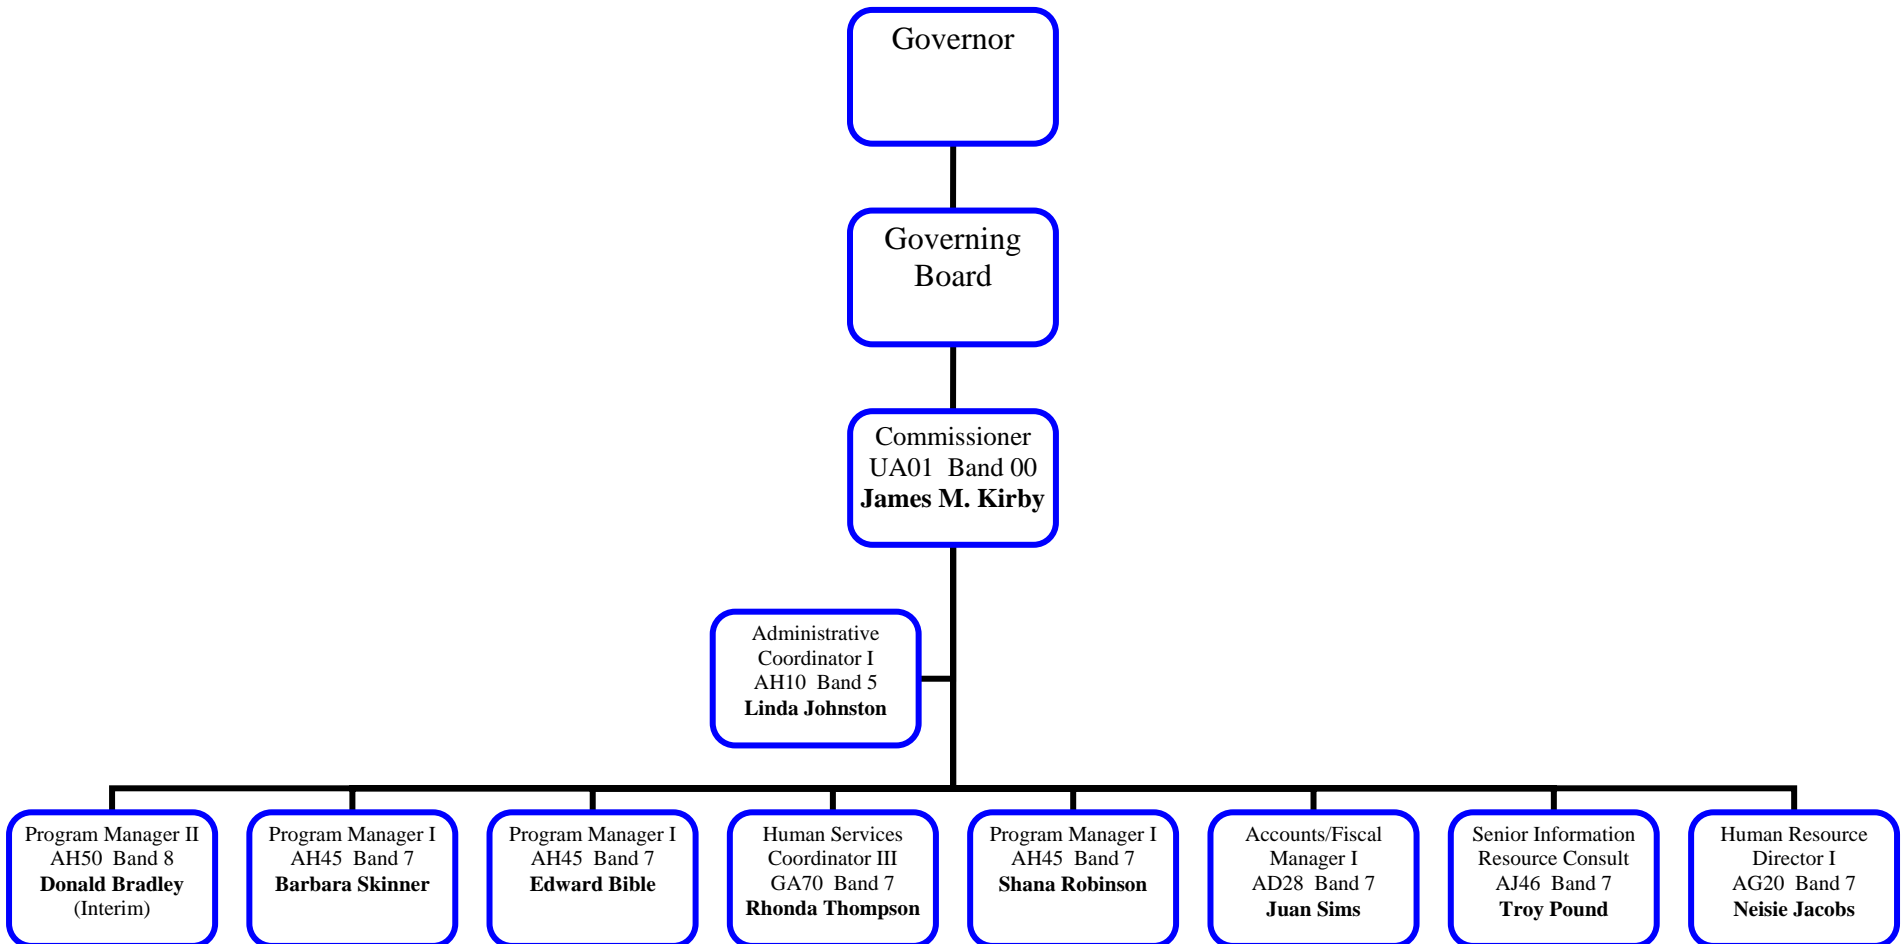 Governor
Governing
Board
Commissioner
UA01  Band 00
James M. Kirby
Administrative
Coordinator I
AH10  Band 5
Linda Johnston
Program Manager II
AH50  Band 8
Donald Bradley
(Interim)
Program Manager I
AH45  Band 7
Barbara Skinner
Program Manager I
AH45  Band 7
Edward Bible
Human Services
Coordinator III
GA70  Band 7
Rhonda Thompson
Program Manager I
AH45  Band 7
Shana Robinson
Accounts/Fiscal
Manager I
AD28  Band 7
Juan Sims
Senior Information
Resource Consult
AJ46  Band 7
Troy Pound
Human Resource
Director I
AG20  Band 7
Neisie Jacobs